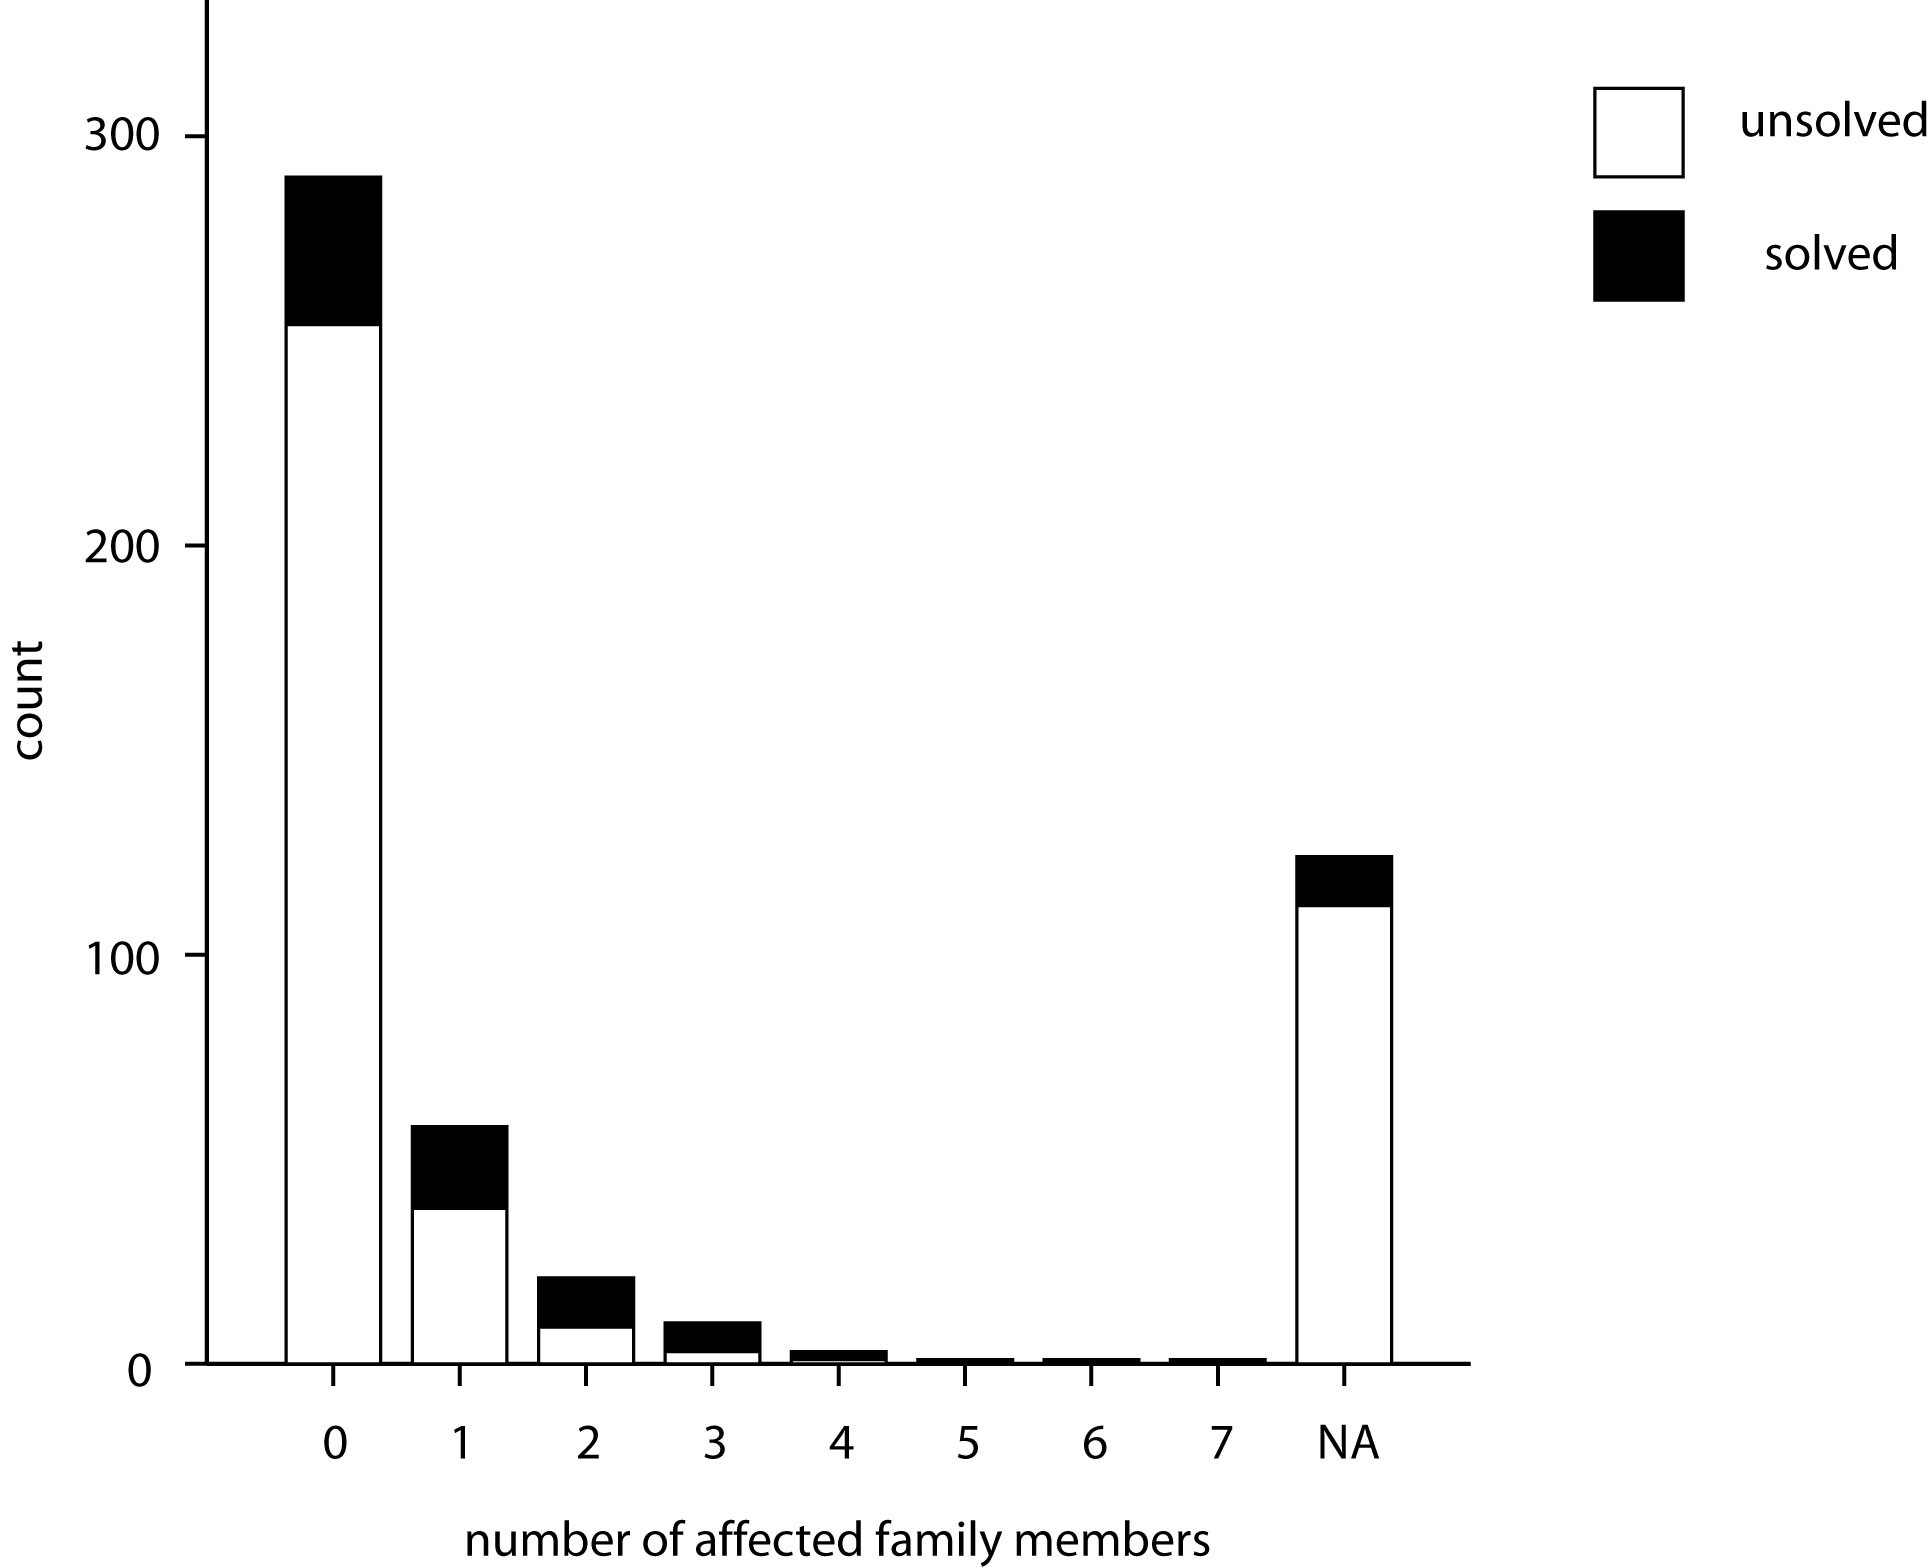 unsolved
solved
count
300
200
100
0
0 1 2 3 4 5 6 7 NA
number of affected family members